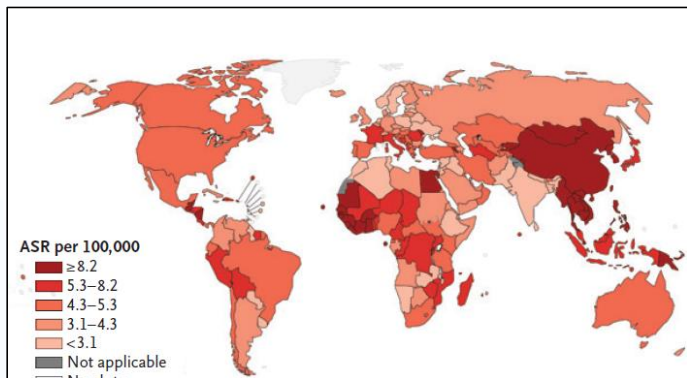 ASR per 100,000
≥8.2
5.3–8.2
4.3–5.3
3.1–4.3
<3.1
Not applicable